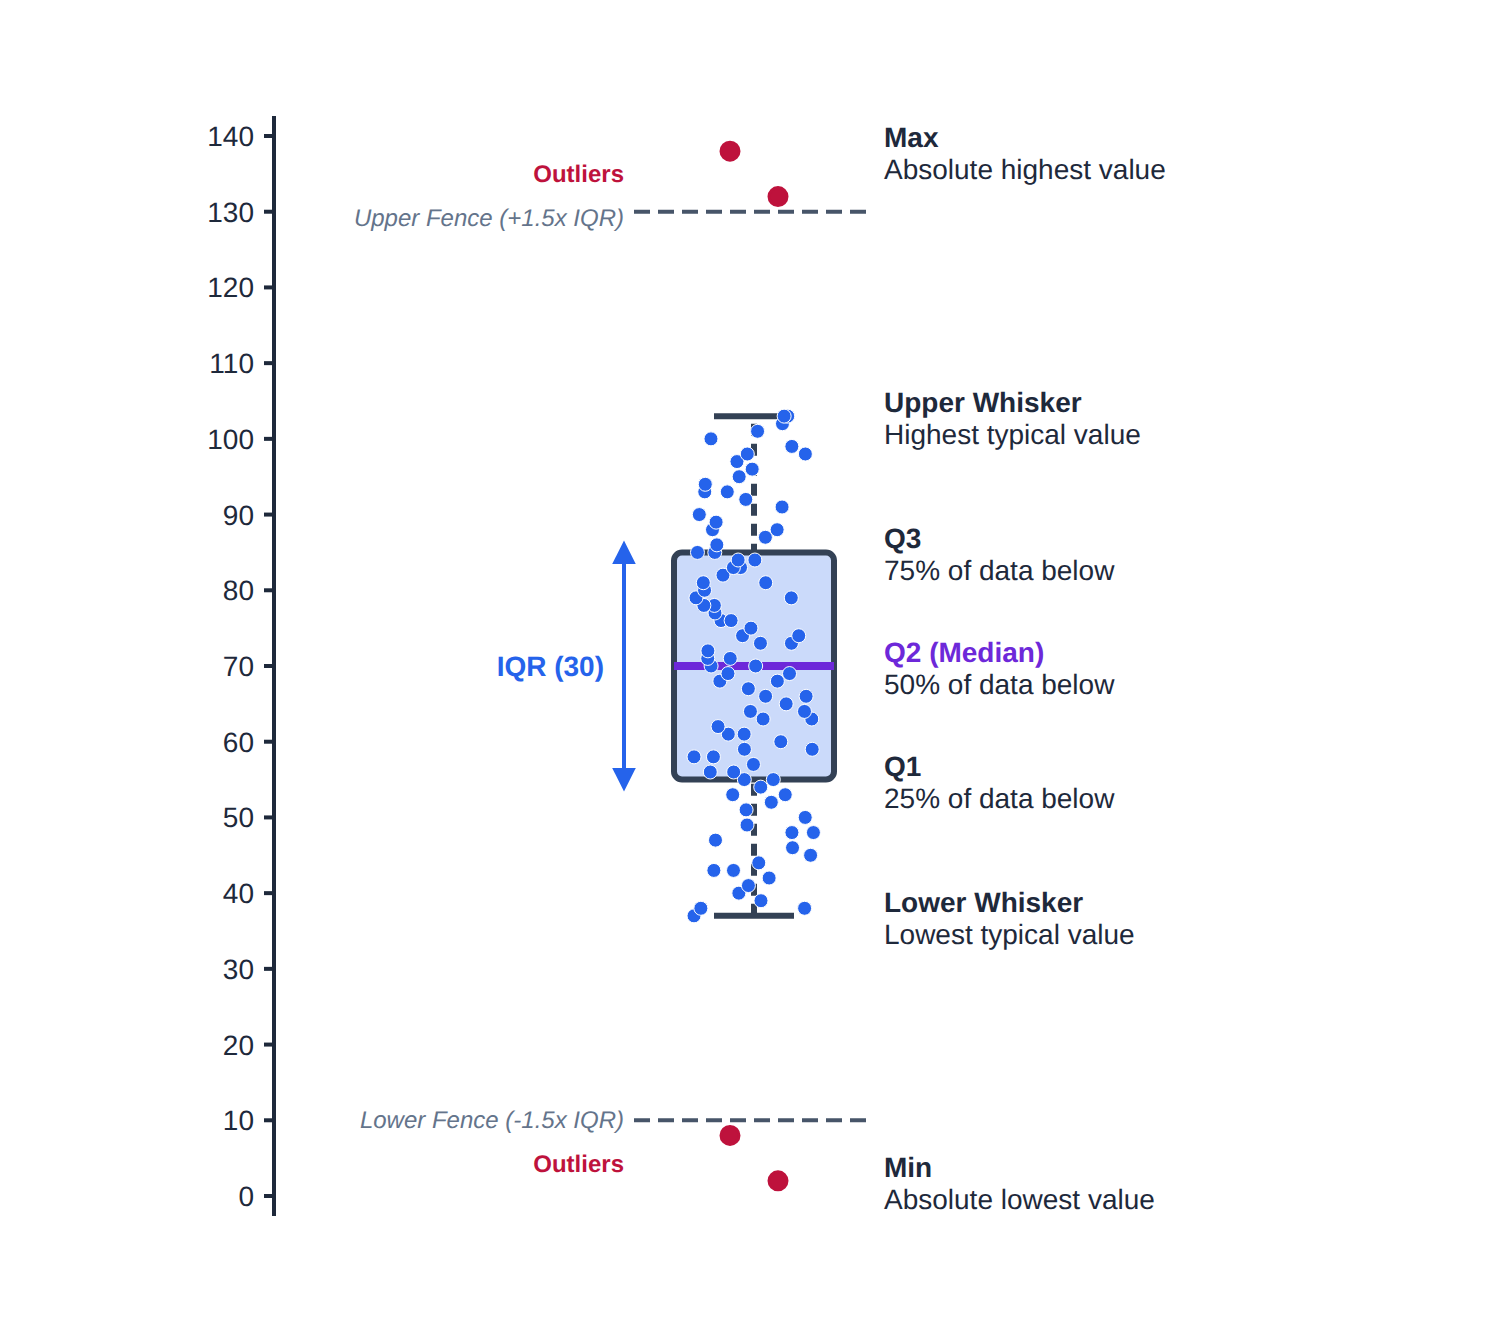 140
Max
Absolute highest value
Outliers
130
Upper Fence (+1.5x IQR)
120
110
Upper Whisker
Highest typical value
100
90
Q3
75% of data below
80
70
IQR (30)
Q2 (Median)
50% of data below
60
Q1
25% of data below
50
40
Lower Whisker
Lowest typical value
30
20
10
Lower Fence (-1.5x IQR)
Outliers
Min
Absolute lowest value
0